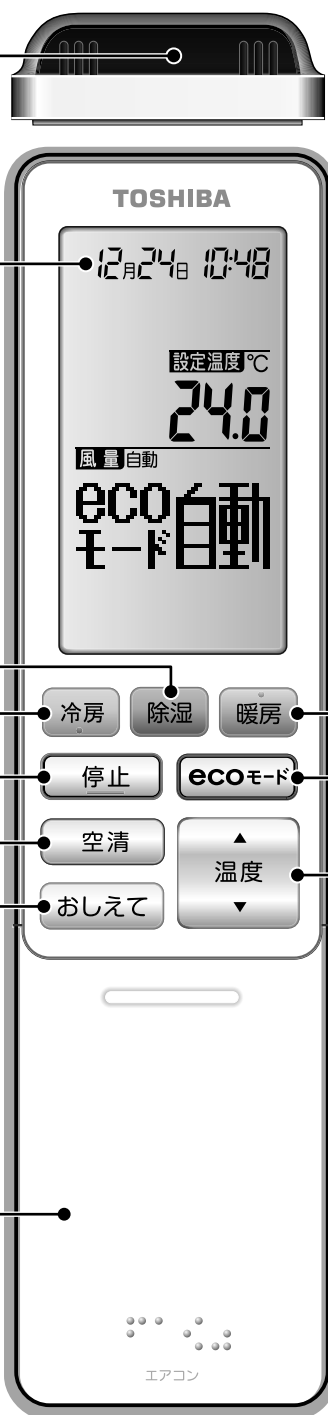 TOSHIBA
12月24日 10:48
設定温度 ℃
24.0
風量 自動
eco 自動
モード
冷房 除湿 暖房
停止 ecoモード
空清
▲
温度
▼
おしえて
エアコン